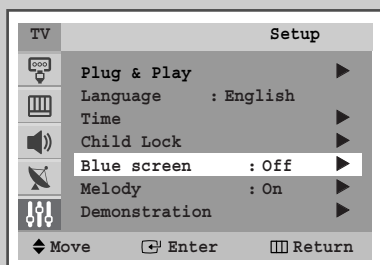 TV Setup
Plug & Play
Language : English
Time
Child Lock
Blue screen : Off
Melody : On
Demonstration
Move Enter Return